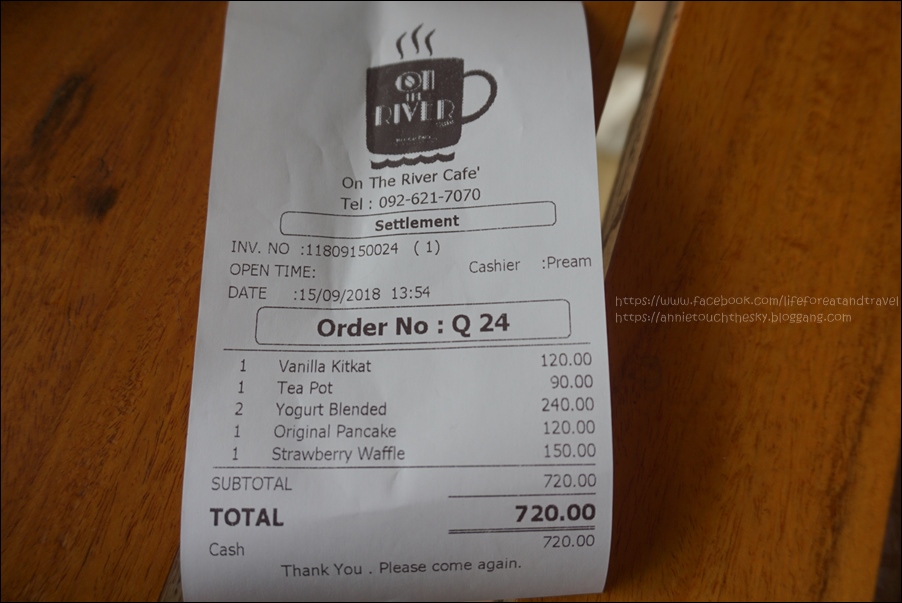 ON
THE
RIVER
On The River Cafe'
Tel : 092-621-7070
Settlement
INV. NO :11809150024 ( 1)
OPEN TIME: Cashier :Pream
DATE :15/09/2018 13:54
Order No : Q 24
1 Vanilla Kitkat 120.00
1 Tea Pot 90.00
2 Yogurt Blended 240.00
1 Original Pancake 120.00
1 Strawberry Waffle 150.00
SUBTOTAL 720.00
TOTAL 720.00
Cash 720.00
Thank You . Please come again.
https://www.facebook.com/lifeforeatandtravel
https://annietouchthesky.bloggang.com